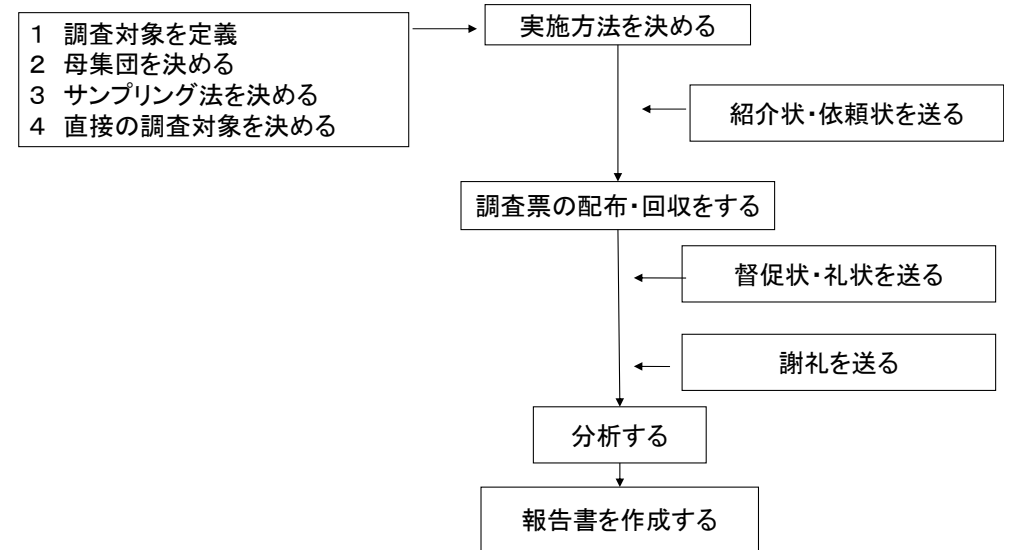 1 調査対象を定義
2 母集団を決める
3 サンプリング法を決める
4 直接の調査対象を決める
実施方法を決める
紹介状・依頼状を送る
調査票の配布・回収をする
督促状・礼状を送る
謝礼を送る
分析する
報告書を作成する